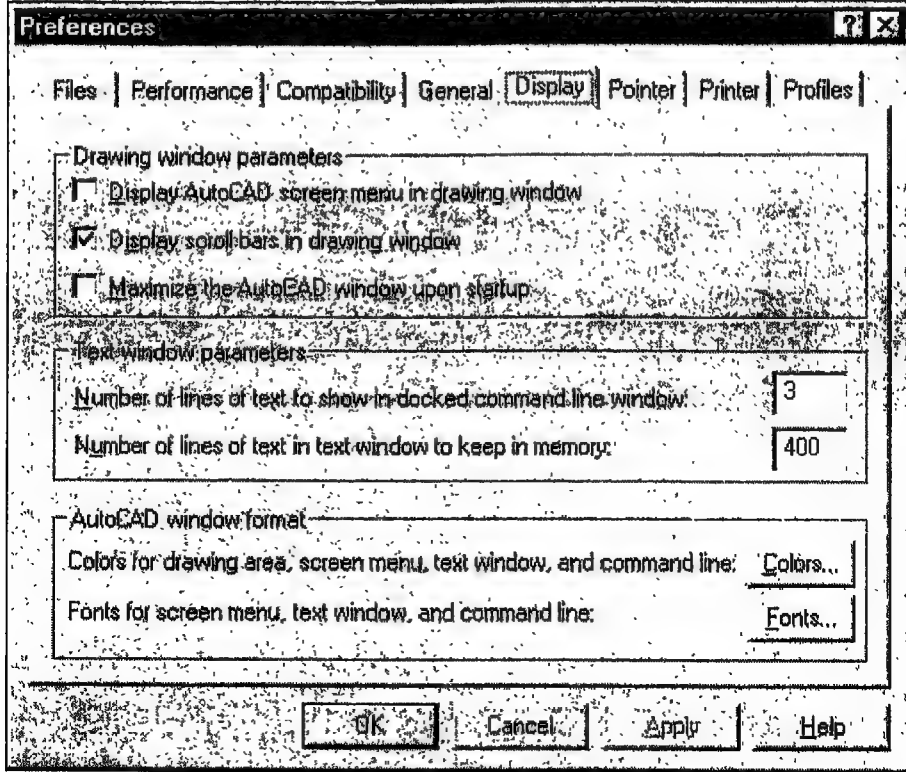 Preferences ? X
Files Performance Compatibility General Display Pointer Printer Profiles
Drawing window parameters
Display AutoCAD screen menu in drawing window
Display scroll bars in drawing window
Maximize the AutoCAD window upon startup
Text window parameters
Number of lines of text to show in docked command line window: 3
Number of lines of text in text window to keep in memory: 400
AutoCAD window format
Colors for drawing area, screen menu, text window, and command line: Colors...
Fonts for screen menu, text window, and command line: Fonts...
OK Cancel Apply Help